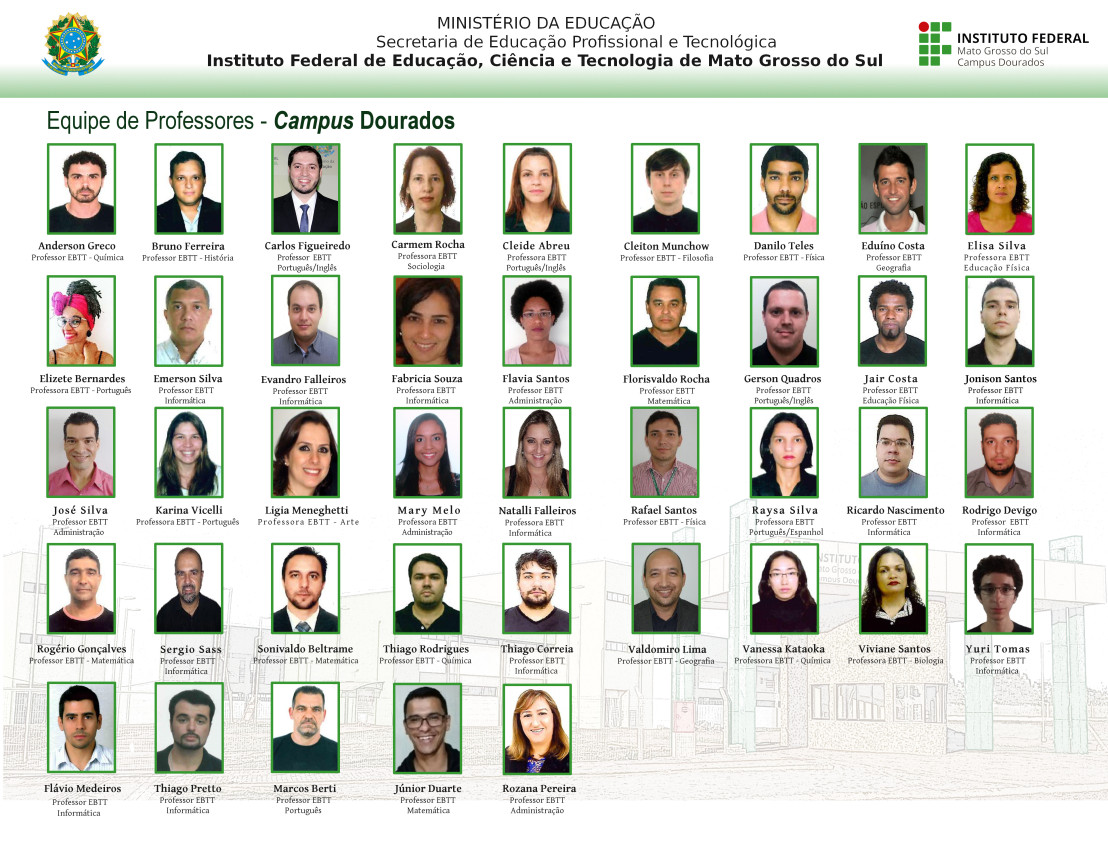 MINISTÉRIO DA EDUCAÇÃO
Secretaria de Educação Profissional e Tecnológica
Instituto Federal de Educação, Ciência e Tecnologia de Mato Grosso do Sul
INSTITUTO FEDERAL
Mato Grosso do Sul
Campus Dourados
Equipe de Professores - Campus Dourados
Anderson Greco
Professor EBTT - Química
Bruno Ferreira
Professor EBTT - História
Carlos Figueiredo
Professor EBTT
Português/Inglês
Carmem Rocha
Professora EBTT
Sociologia
Cleide Abreu
Professora EBTT
Português/Inglês
Cleiton Munchow
Professor EBTT - Filosofia
Danilo Teles
Professor EBTT - Física
Eduíno Costa
Professor EBTT
Geografia
Elisa Silva
Professora EBTT
Educação Física
Elizete Bernardes
Professora EBTT - Português
Emerson Silva
Professor EBTT
Informática
Evandro Falleiros
Professor EBTT
Informática
Fabricia Souza
Professora EBTT
Informática
Flavia Santos
Professora EBTT
Administração
Florisvaldo Rocha
Professor EBTT
Matemática
Gerson Quadros
Professor EBTT
Português/Inglês
Jair Costa
Professor EBTT
Educação Física
Jonison Santos
Professor EBTT
Informática
José Silva
Professor EBTT
Administração
Karina Vicelli
Professora EBTT - Português
Ligia Meneghetti
Professora EBTT - Arte
Mary Melo
Professora EBTT
Administração
Natalli Falleiros
Professora EBTT
Informática
Rafael Santos
Professor EBTT - Física
Raysa Silva
Professora EBTT
Português/Espanhol
Ricardo Nascimento
Professor EBTT
Informática
Rodrigo Devigo
Professor EBTT
Informática
Rogério Gonçalves
Professor EBTT - Matemática
Sergio Sass
Professor EBTT
Informática
Sonivaldo Beltrame
Professor EBTT - Matemática
Thiago Rodrigues
Professor EBTT - Química
Thiago Correia
Professor EBTT
Informática
Valdomiro Lima
Professor EBTT - Geografia
Vanessa Kataoka
Professora EBTT - Química
Viviane Santos
Professora EBTT - Biologia
Yuri Tomas
Professor EBTT
Informática
Flávio Medeiros
Professor EBTT
Informática
Thiago Pretto
Professor EBTT
Informática
Marcos Berti
Professor EBTT
Português
Júnior Duarte
Professor EBTT
Matemática
Rozana Pereira
Professor EBTT
Administração